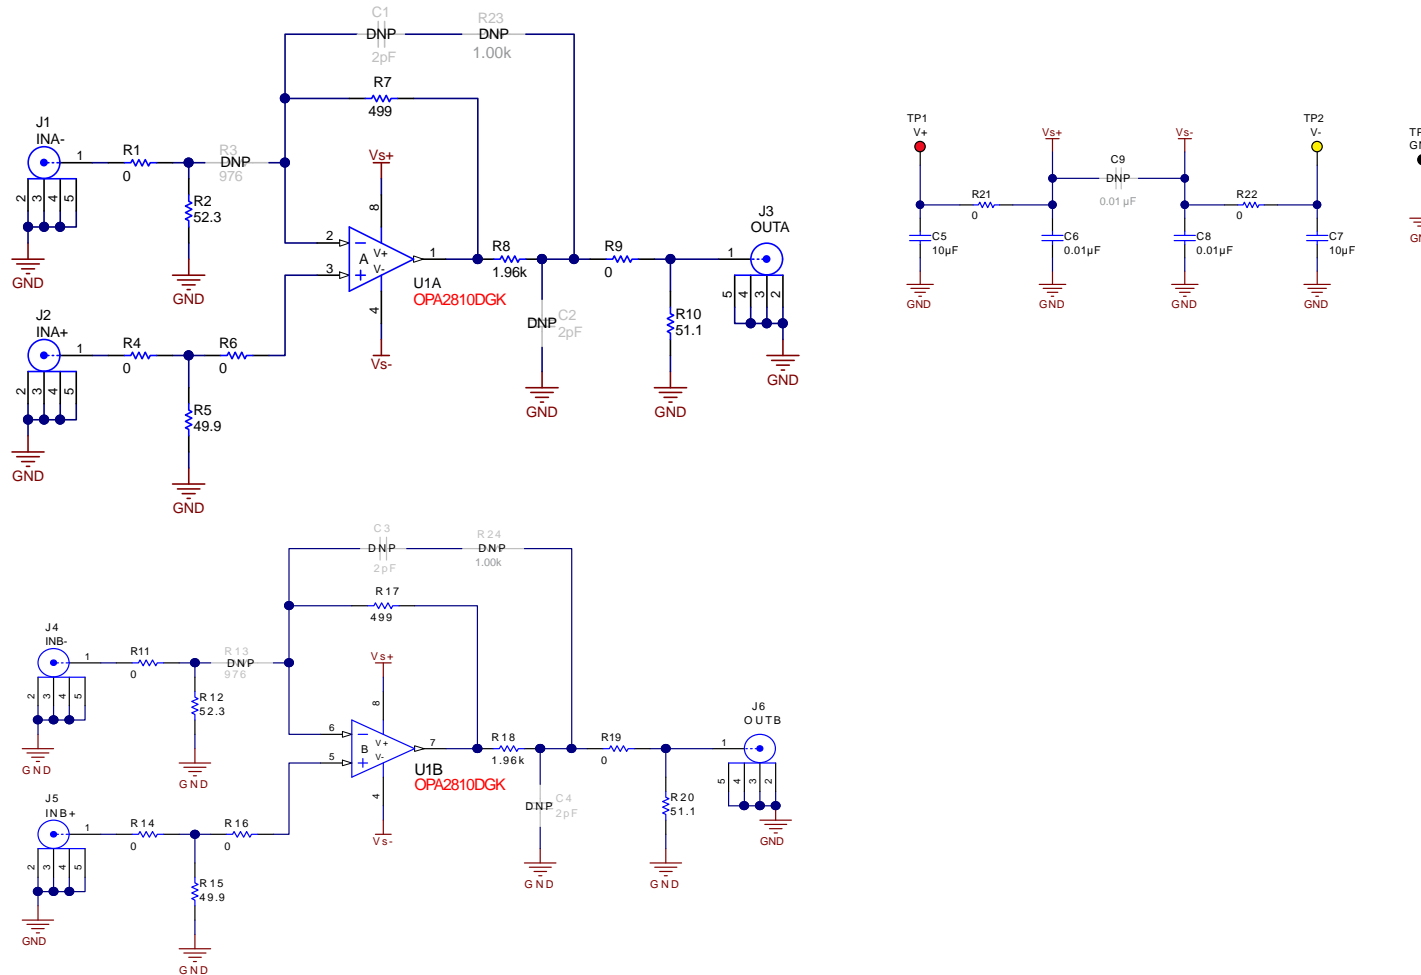 C1
DNP
2pF
R23
DNP
1.00k
R7
499
J1
INA-
1
R1
0
R3
DNP
976
R2
52.3
2 3 4 5
GND
GND
Vs+
8
2
3
A
V+
V-
1
4
Vs-
U1A
OPA2810DGK
R8
1.96k
R9
0
C2
DNP
2pF
GND
R10
51.1
GND
J3
OUTA
1
5 4 3 2
GND
J2
INA+
1
R4
0
R6
0
R5
49.9
2 3 4 5
GND
GND
TP1
V+
R21
0
C5
10µF
GND
Vs+
C6
0.01µF
GND
C9
DNP
0.01 µF
Vs-
C8
0.01µF
GND
R22
0
TP2
V-
C7
10µF
GND
C3
DNP
2pF
R24
DNP
1.00k
R17
499
J4
INB-
1
R11
0
R13
DNP
976
R12
52.3
2 3 4 5
GND
GND
Vs+
8
6
5
B
V+
V-
7
4
Vs-
U1B
OPA2810DGK
R18
1.96k
R19
0
C4
DNP
2pF
GND
R20
51.1
GND
J6
OUTB
1
5 4 3 2
GND
J5
INB+
1
R14
0
R16
0
R15
49.9
2 3 4 5
GND
GND